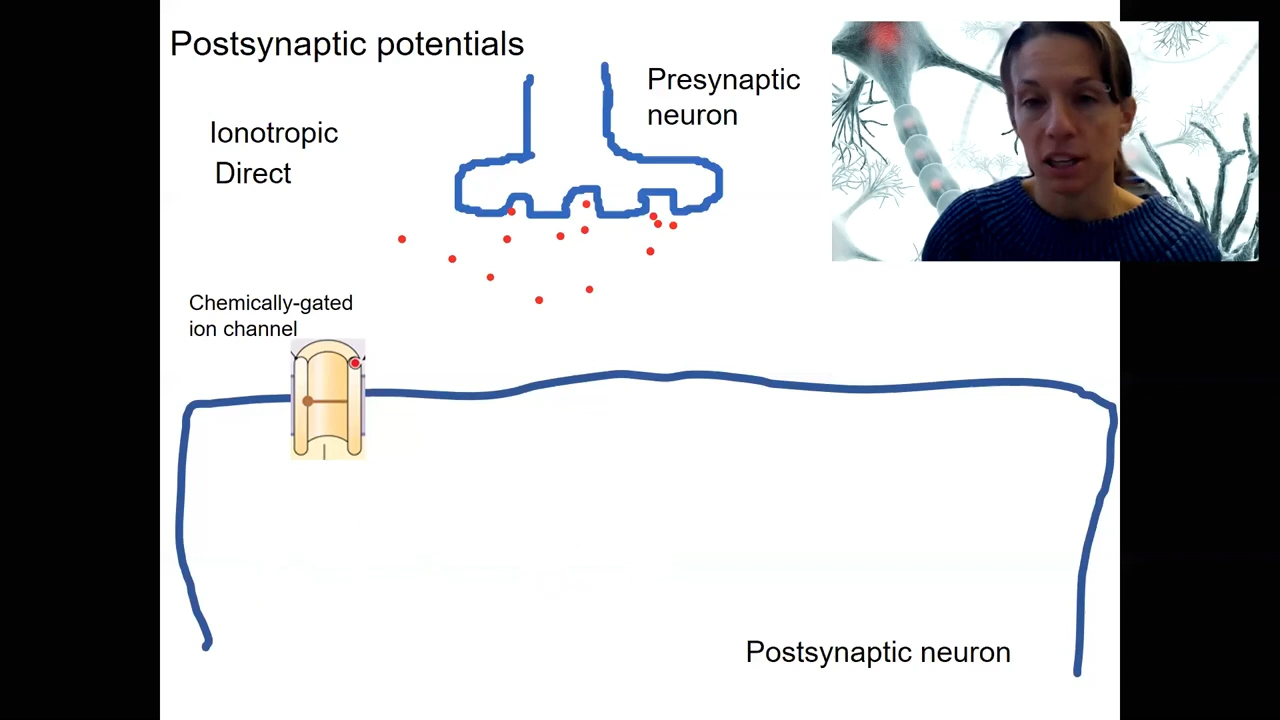 Postsynaptic potentials
Presynaptic
neuron
Ionotropic
Direct
Chemically-gated
ion channel
Postsynaptic neuron